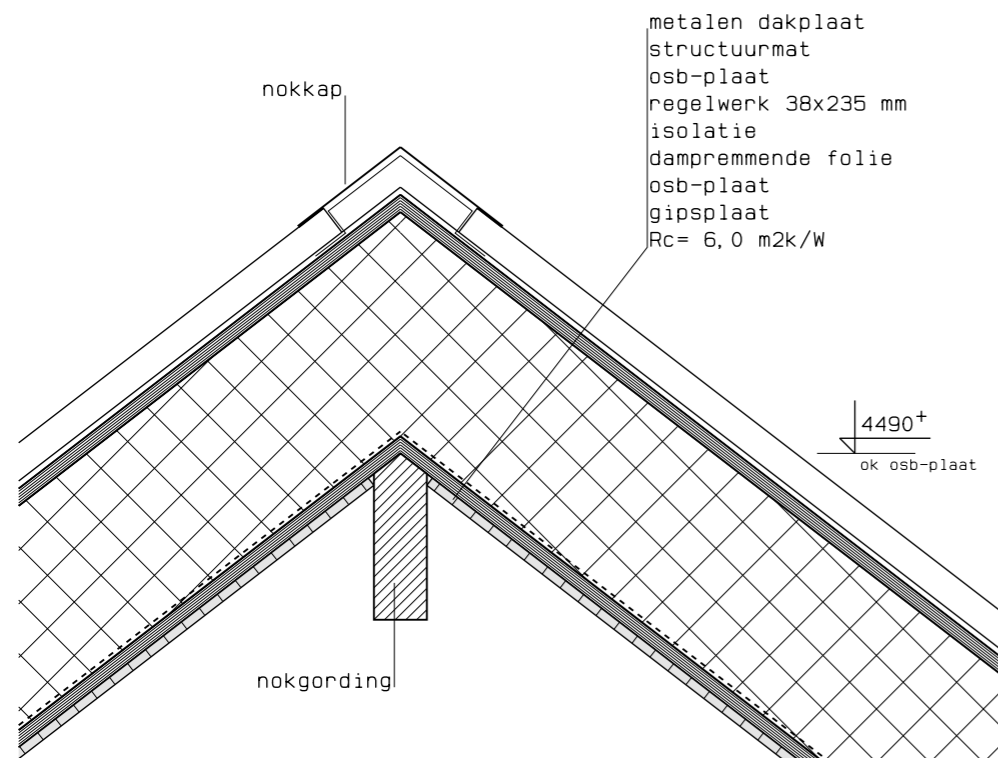 metalen dakplaat
structuurmat
osb-plaat
regelwerk 38x235 mm
isolatie
dampremmende folie
osb-plaat
gipsplaat
Rc= 6,0 m2k/W
nokkap
4490+
ok osb-plaat
nokgording